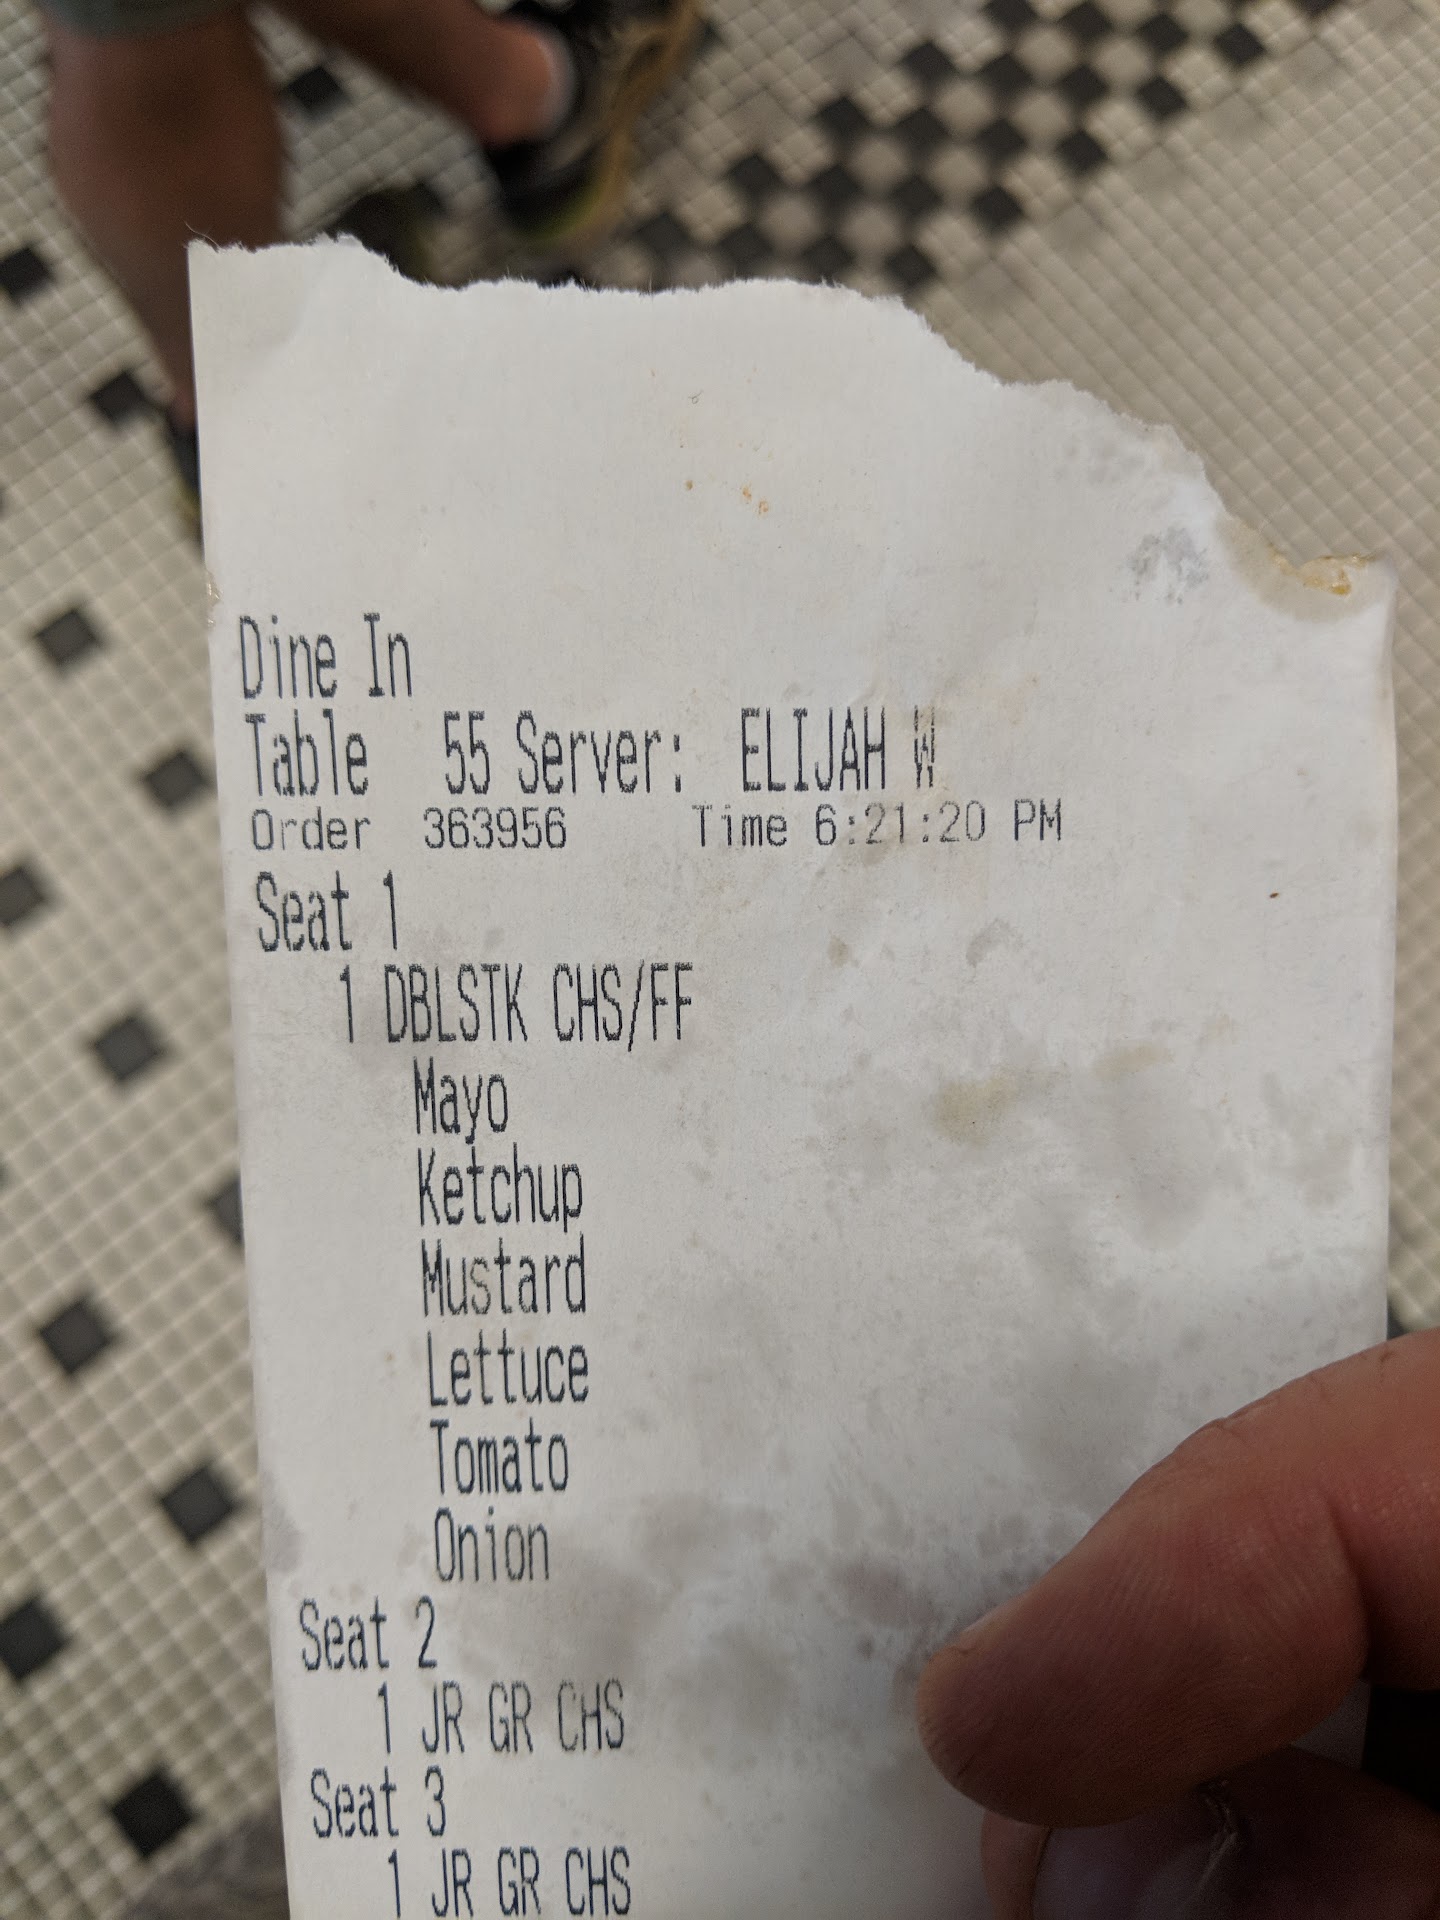 Dine In
Table 55 Server: ELIJAH W
Order 363956 Time 6:21:20 PM
Seat 1
1 DBLSTK CHS/FF
Mayo
Ketchup
Mustard
Lettuce
Tomato
Onion
Seat 2
1 JR GR CHS
Seat 3
1 JR GR CHS